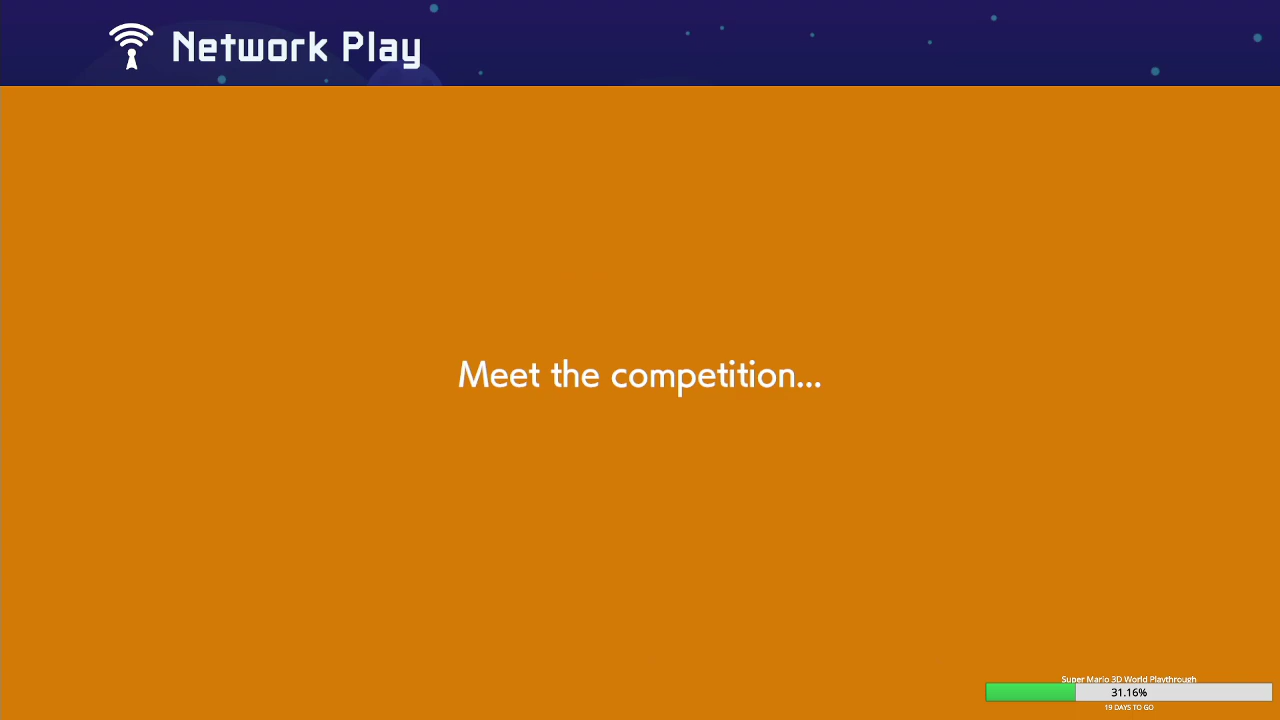 Network Play
Meet the competition...
Super Mario 3D World Playthrough
31.16%
19 DAYS TO GO